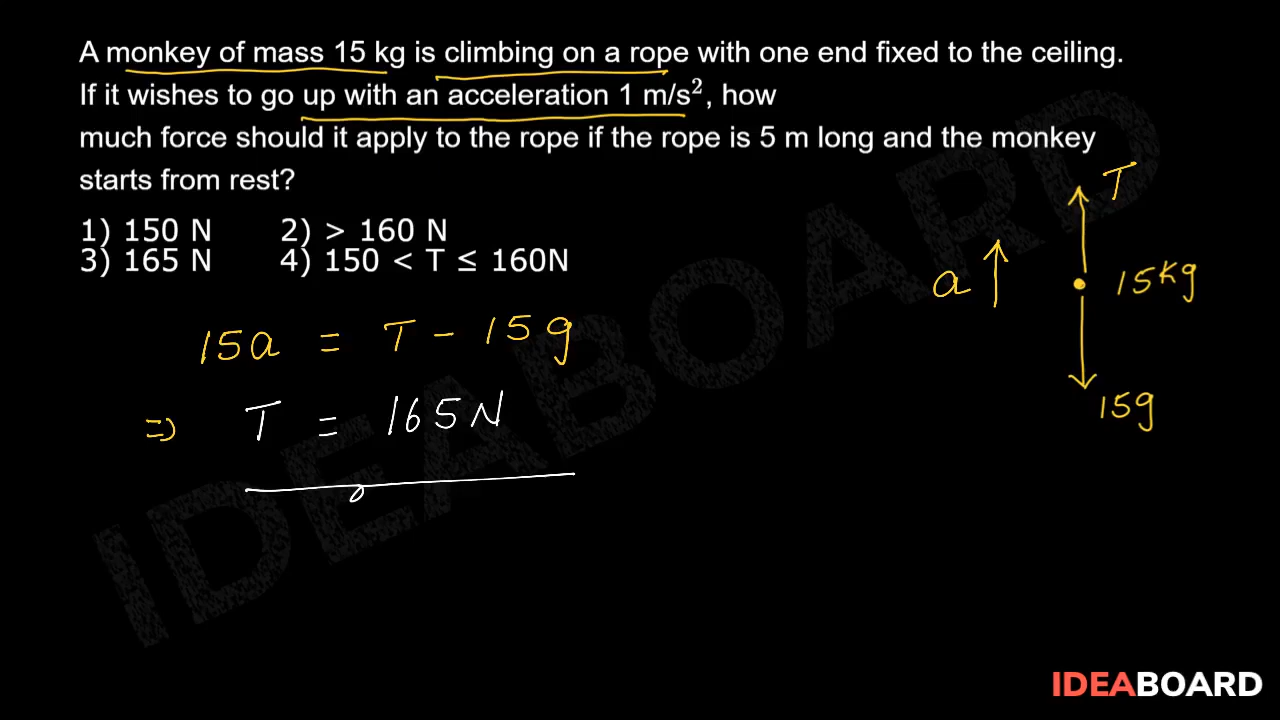 A monkey of mass 15 kg is climbing on a rope with one end fixed to the ceiling.
If it wishes to go up with an acceleration 1 m/s², how
much force should it apply to the rope if the rope is 5 m long and the monkey
starts from rest?
1) 150 N 2) > 160 N
3) 165 N 4) 150 < T ≤ 160N
T
a
15Kg
15g
15a = T - 15g
=> T = 165N
IDEABOARD
IDEABOARD